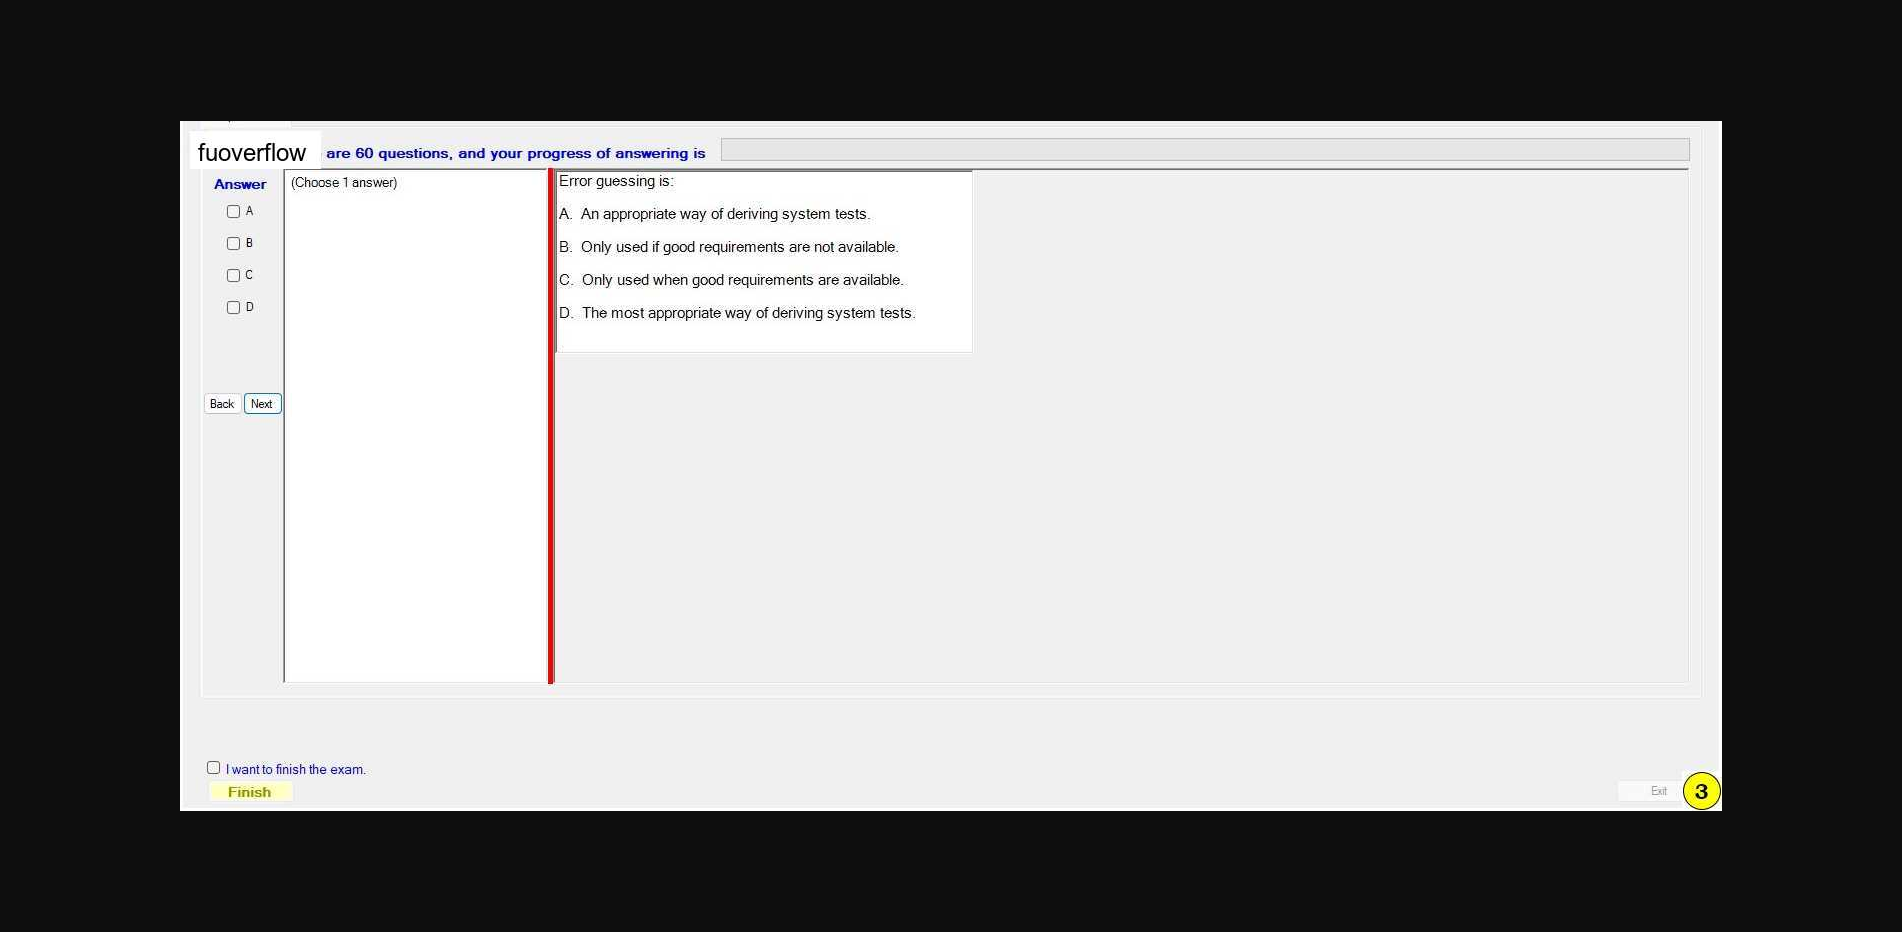 fuoverflow are 60 questions, and your progress of answering is
Answer
(Choose 1 answer)
A
B
C
D
Back Next
Error guessing is:
A. An appropriate way of deriving system tests.
B. Only used if good requirements are not available.
C. Only used when good requirements are available.
D. The most appropriate way of deriving system tests.
I want to finish the exam.
Finish
Exit
3